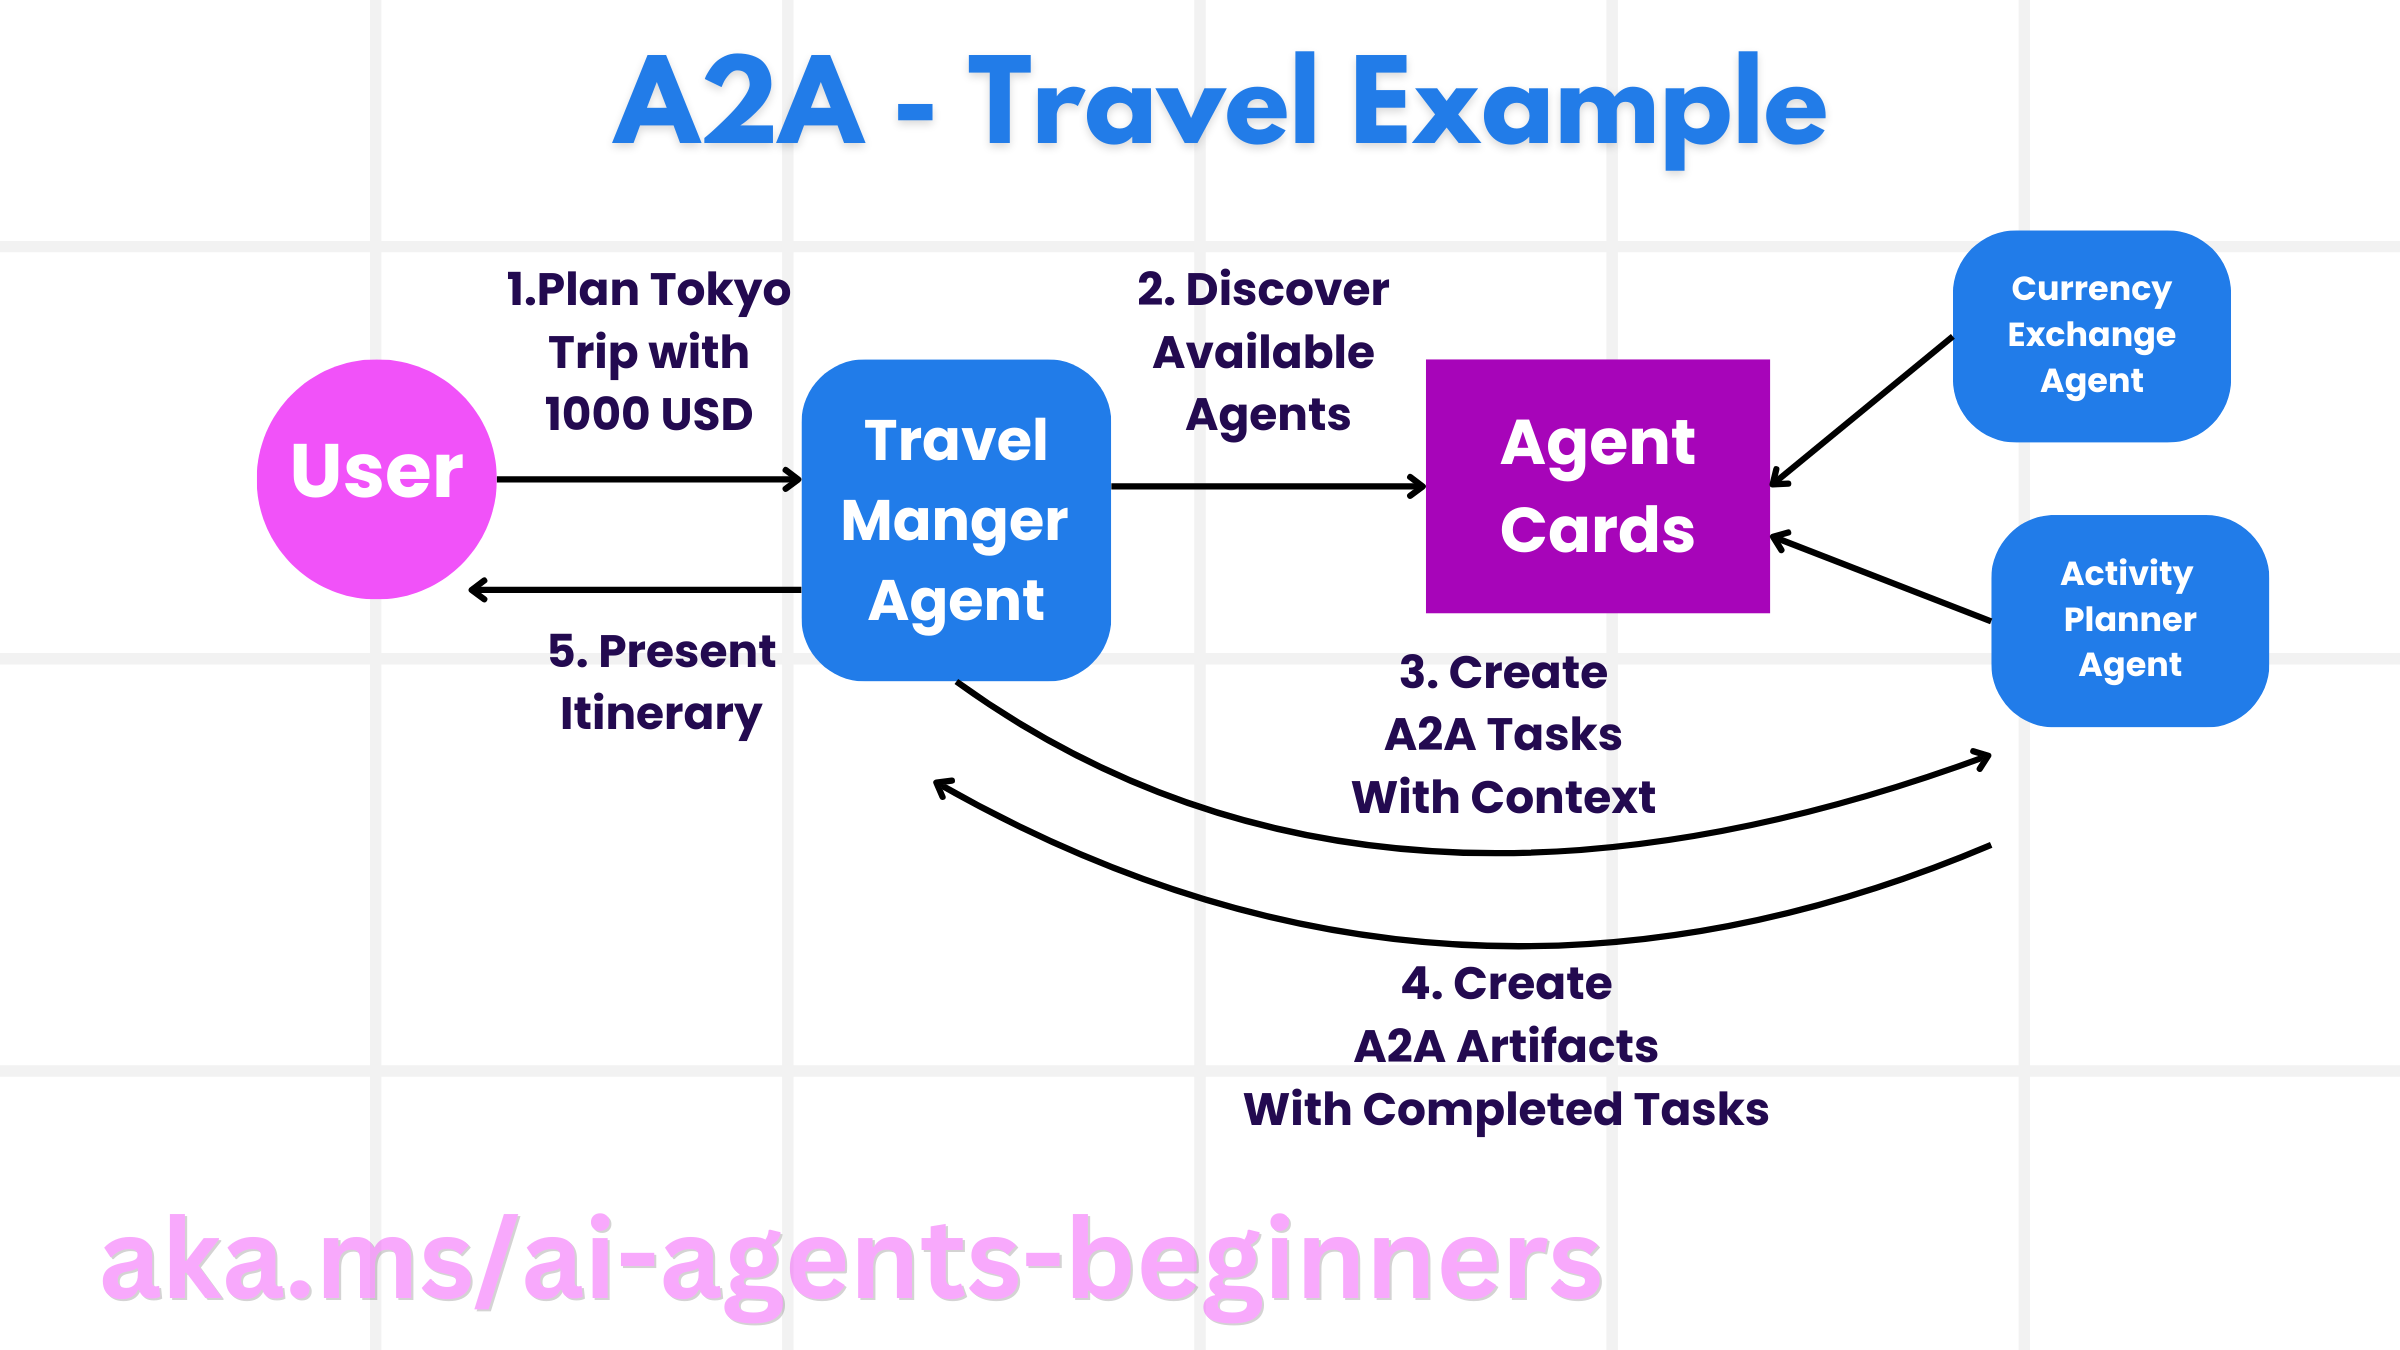 A2A - Travel Example
1.Plan Tokyo
Trip with
1000 USD
2. Discover
Available
Agents
Currency
Exchange
Agent
User
Travel
Manger
Agent
Agent
Cards
Activity
Planner
Agent
5. Present
Itinerary
3. Create
A2A Tasks
With Context
4. Create
A2A Artifacts
With Completed Tasks
aka.ms/ai-agents-beginners